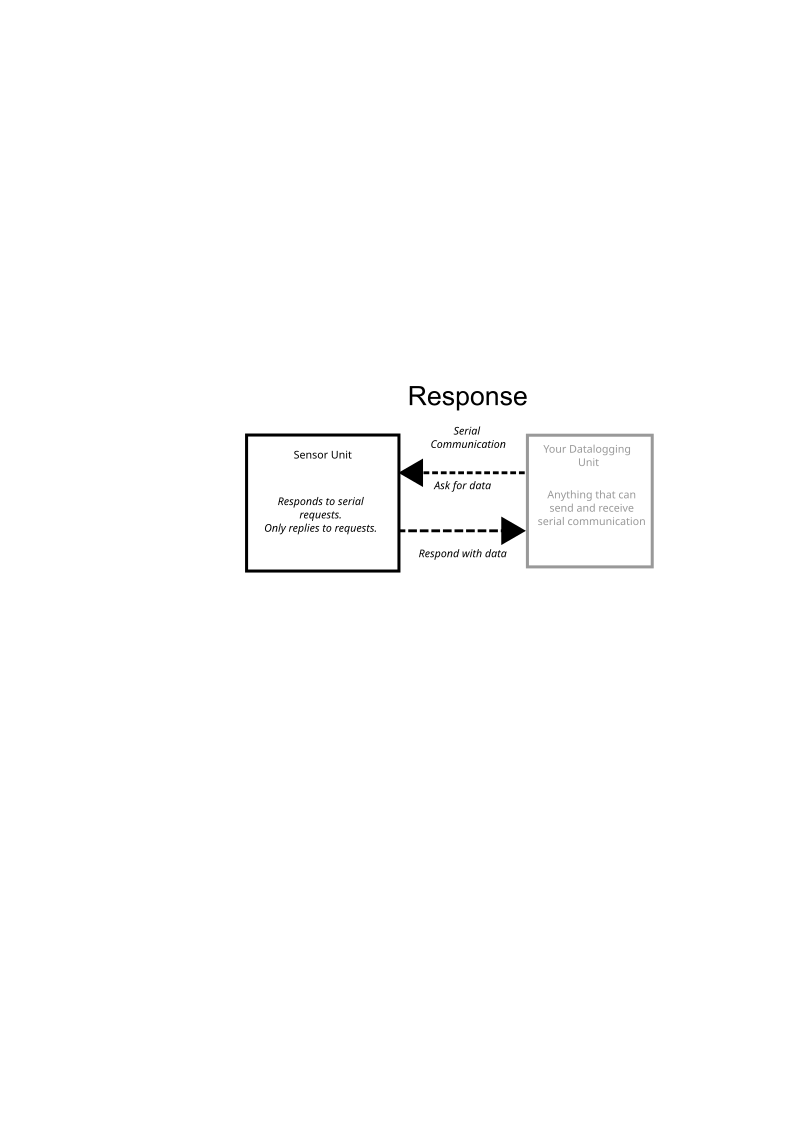 Response
Serial
Communication
Sensor Unit
Responds to serial
requests.
Only replies to requests.
Ask for data
Respond with data
Your Datalogging
Unit
Anything that can
send and receive
serial communication